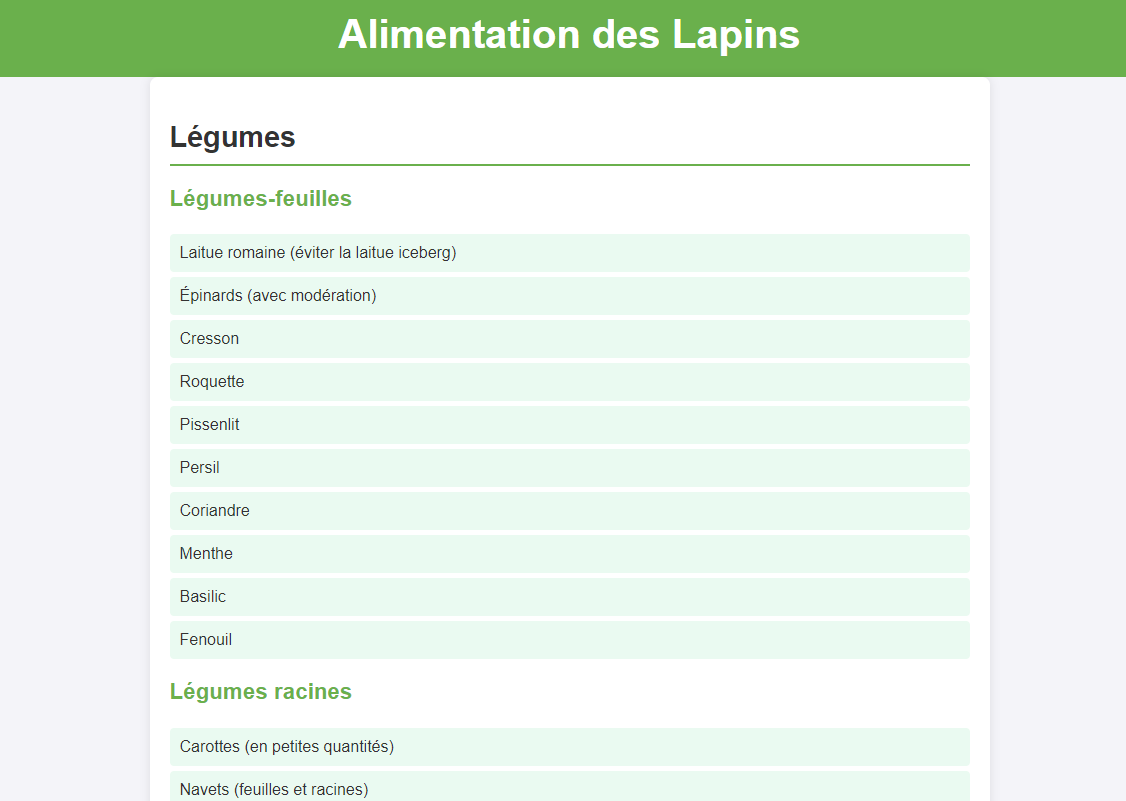 Alimentation des Lapins
Légumes
Légumes-feuilles
Laitue romaine (éviter la laitue iceberg)
Épinards (avec modération)
Cresson
Roquette
Pissenlit
Persil
Coriandre
Menthe
Basilic
Fenouil
Légumes racines
Carottes (en petites quantités)
Navets (feuilles et racines)